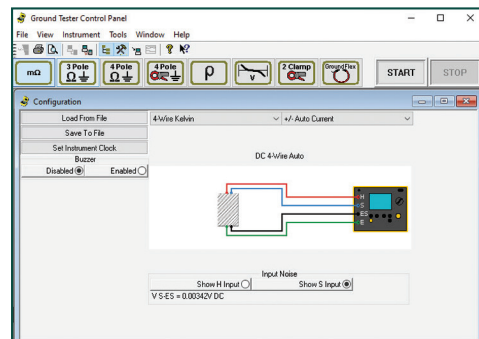 Ground Tester Control Panel
File View Instrument Tools Window Help
mΩ
3 Pole
Ω
4 Pole
Ω
4 Pole
ρ
V
2 Clamp
GroundFlex
START
STOP
Configuration
Load From File
4-Wire Kelvin
+/- Auto Current
Save To File
Set Instrument Clock
Buzzer
Disabled
Enabled
DC 4-Wire Auto
H
S
ES
E
Input Noise
Show H Input
Show S Input
V S-ES = 0.00342V DC